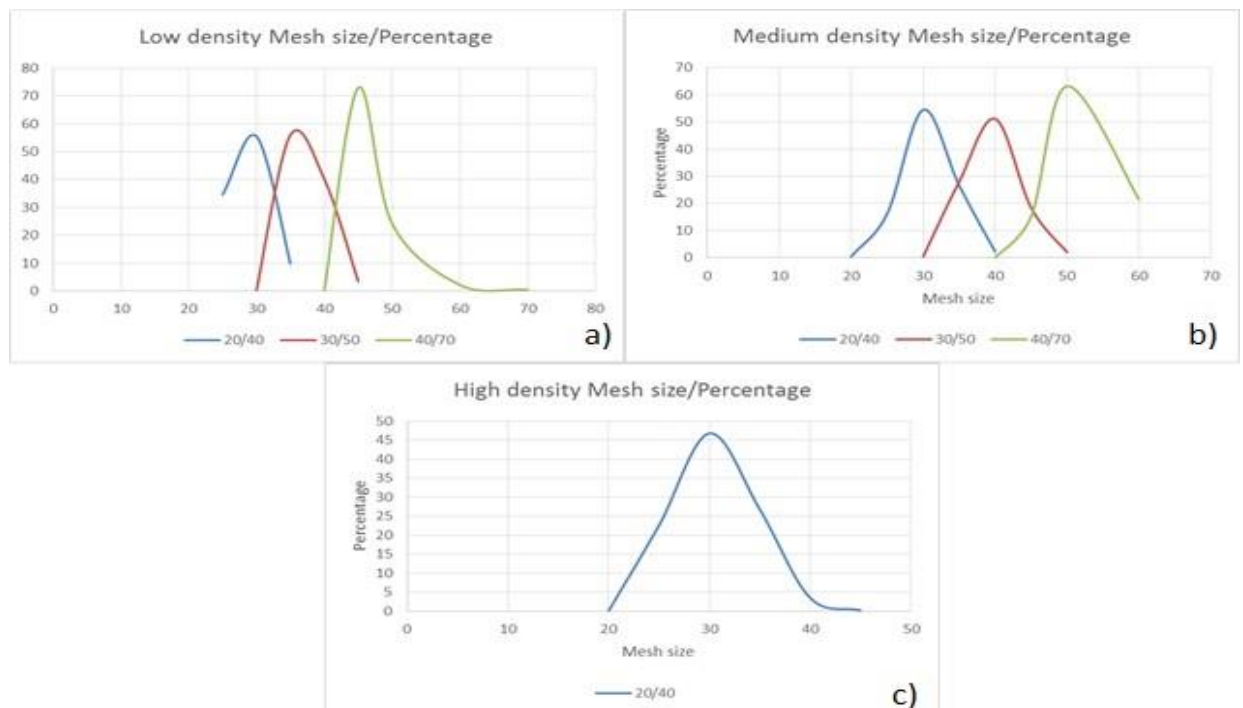 Low density Mesh size/Percentage
80
70
60
50
40
30
20
10
0
0 10 20 30 40 50 60 70 80
20/40 30/50 40/70
a)
Medium density Mesh size/Percentage
70
60
50
40
30
20
10
0
Percentage
0 10 20 30 40 50 60 70
Mesh size
20/40 30/50 40/70
b)
High density Mesh size/Percentage
50
45
40
35
30
25
20
15
10
5
0
Percentage
0 10 20 30 40 50
Mesh size
20/40
c)